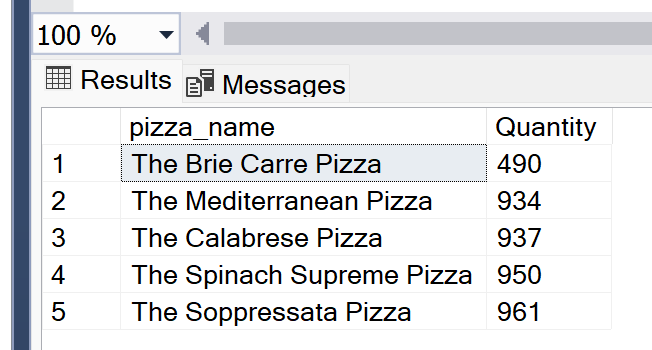 100 %
Results Messages
pizza_name Quantity
1 The Brie Carre Pizza 490
2 The Mediterranean Pizza 934
3 The Calabrese Pizza 937
4 The Spinach Supreme Pizza 950
5 The Soppressata Pizza 961